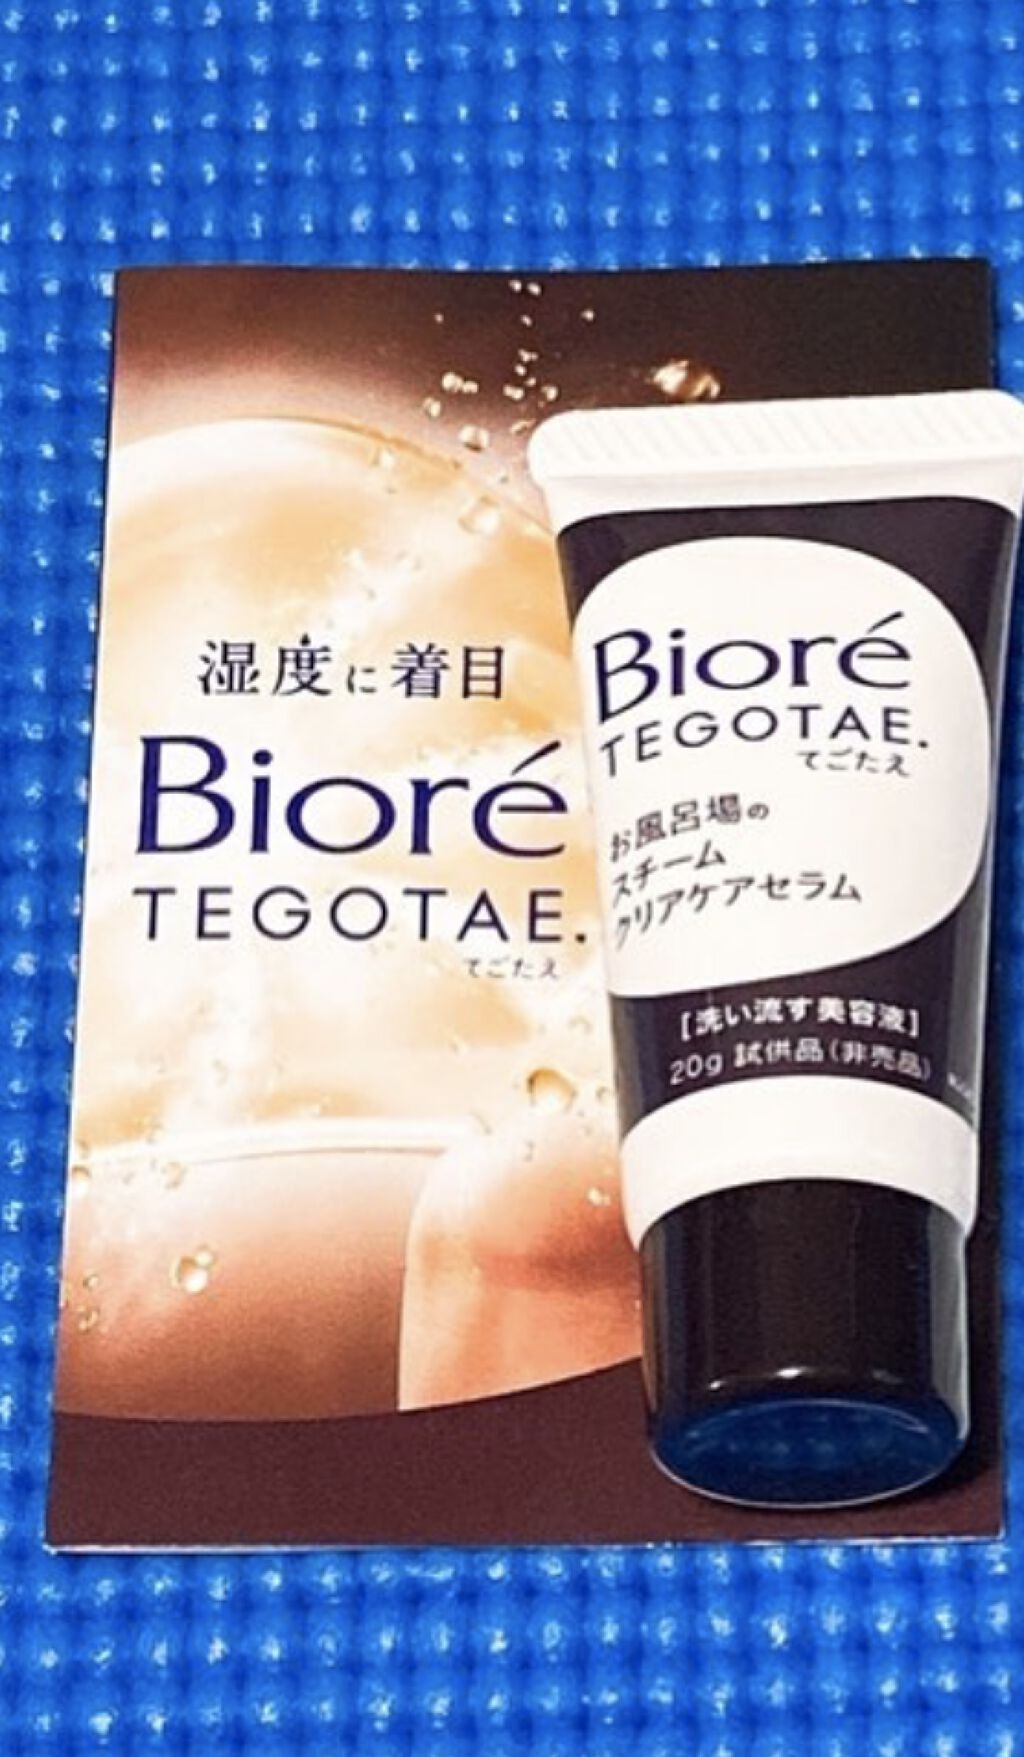 湿度に着目
Bioré
TEGOTAE.
てごたえ
Bioré
TEGOTAE.
てごたえ
お風呂場の
スチーム
クリアケアセラム
[洗い流す美容液]
20g 試供品(非売品)